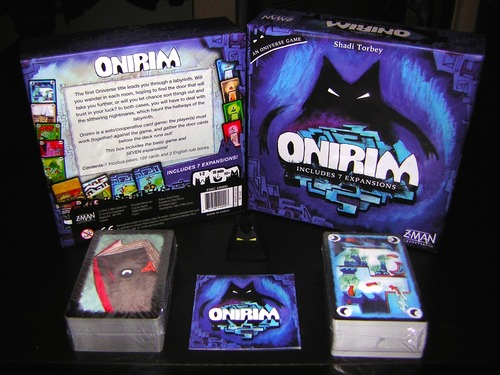 ONIRIM
The first Oniverse title leads you through a labyrinth. Will
you wander in each room, hoping to find the door that will
take you further, or will you let chance sort things out and
trust in your luck? In both cases, you will have to deal with
the slithering nightmares, which haunt the hallways of the
labyrinth.
Onirim is a solo/cooperative card game: the player(s) must
work (together) against the game, and gather the door cards
before the deck runs out!
This box includes the basic game and
SEVEN expansions!
INCLUDES 7 EXPANSIONS!
Z-MAN
ONIRIM
AN ONIVERSE GAME
Shadi Torbey
ONIRIM
INCLUDES 7 EXPANSIONS
Z-MAN
ONIRIM